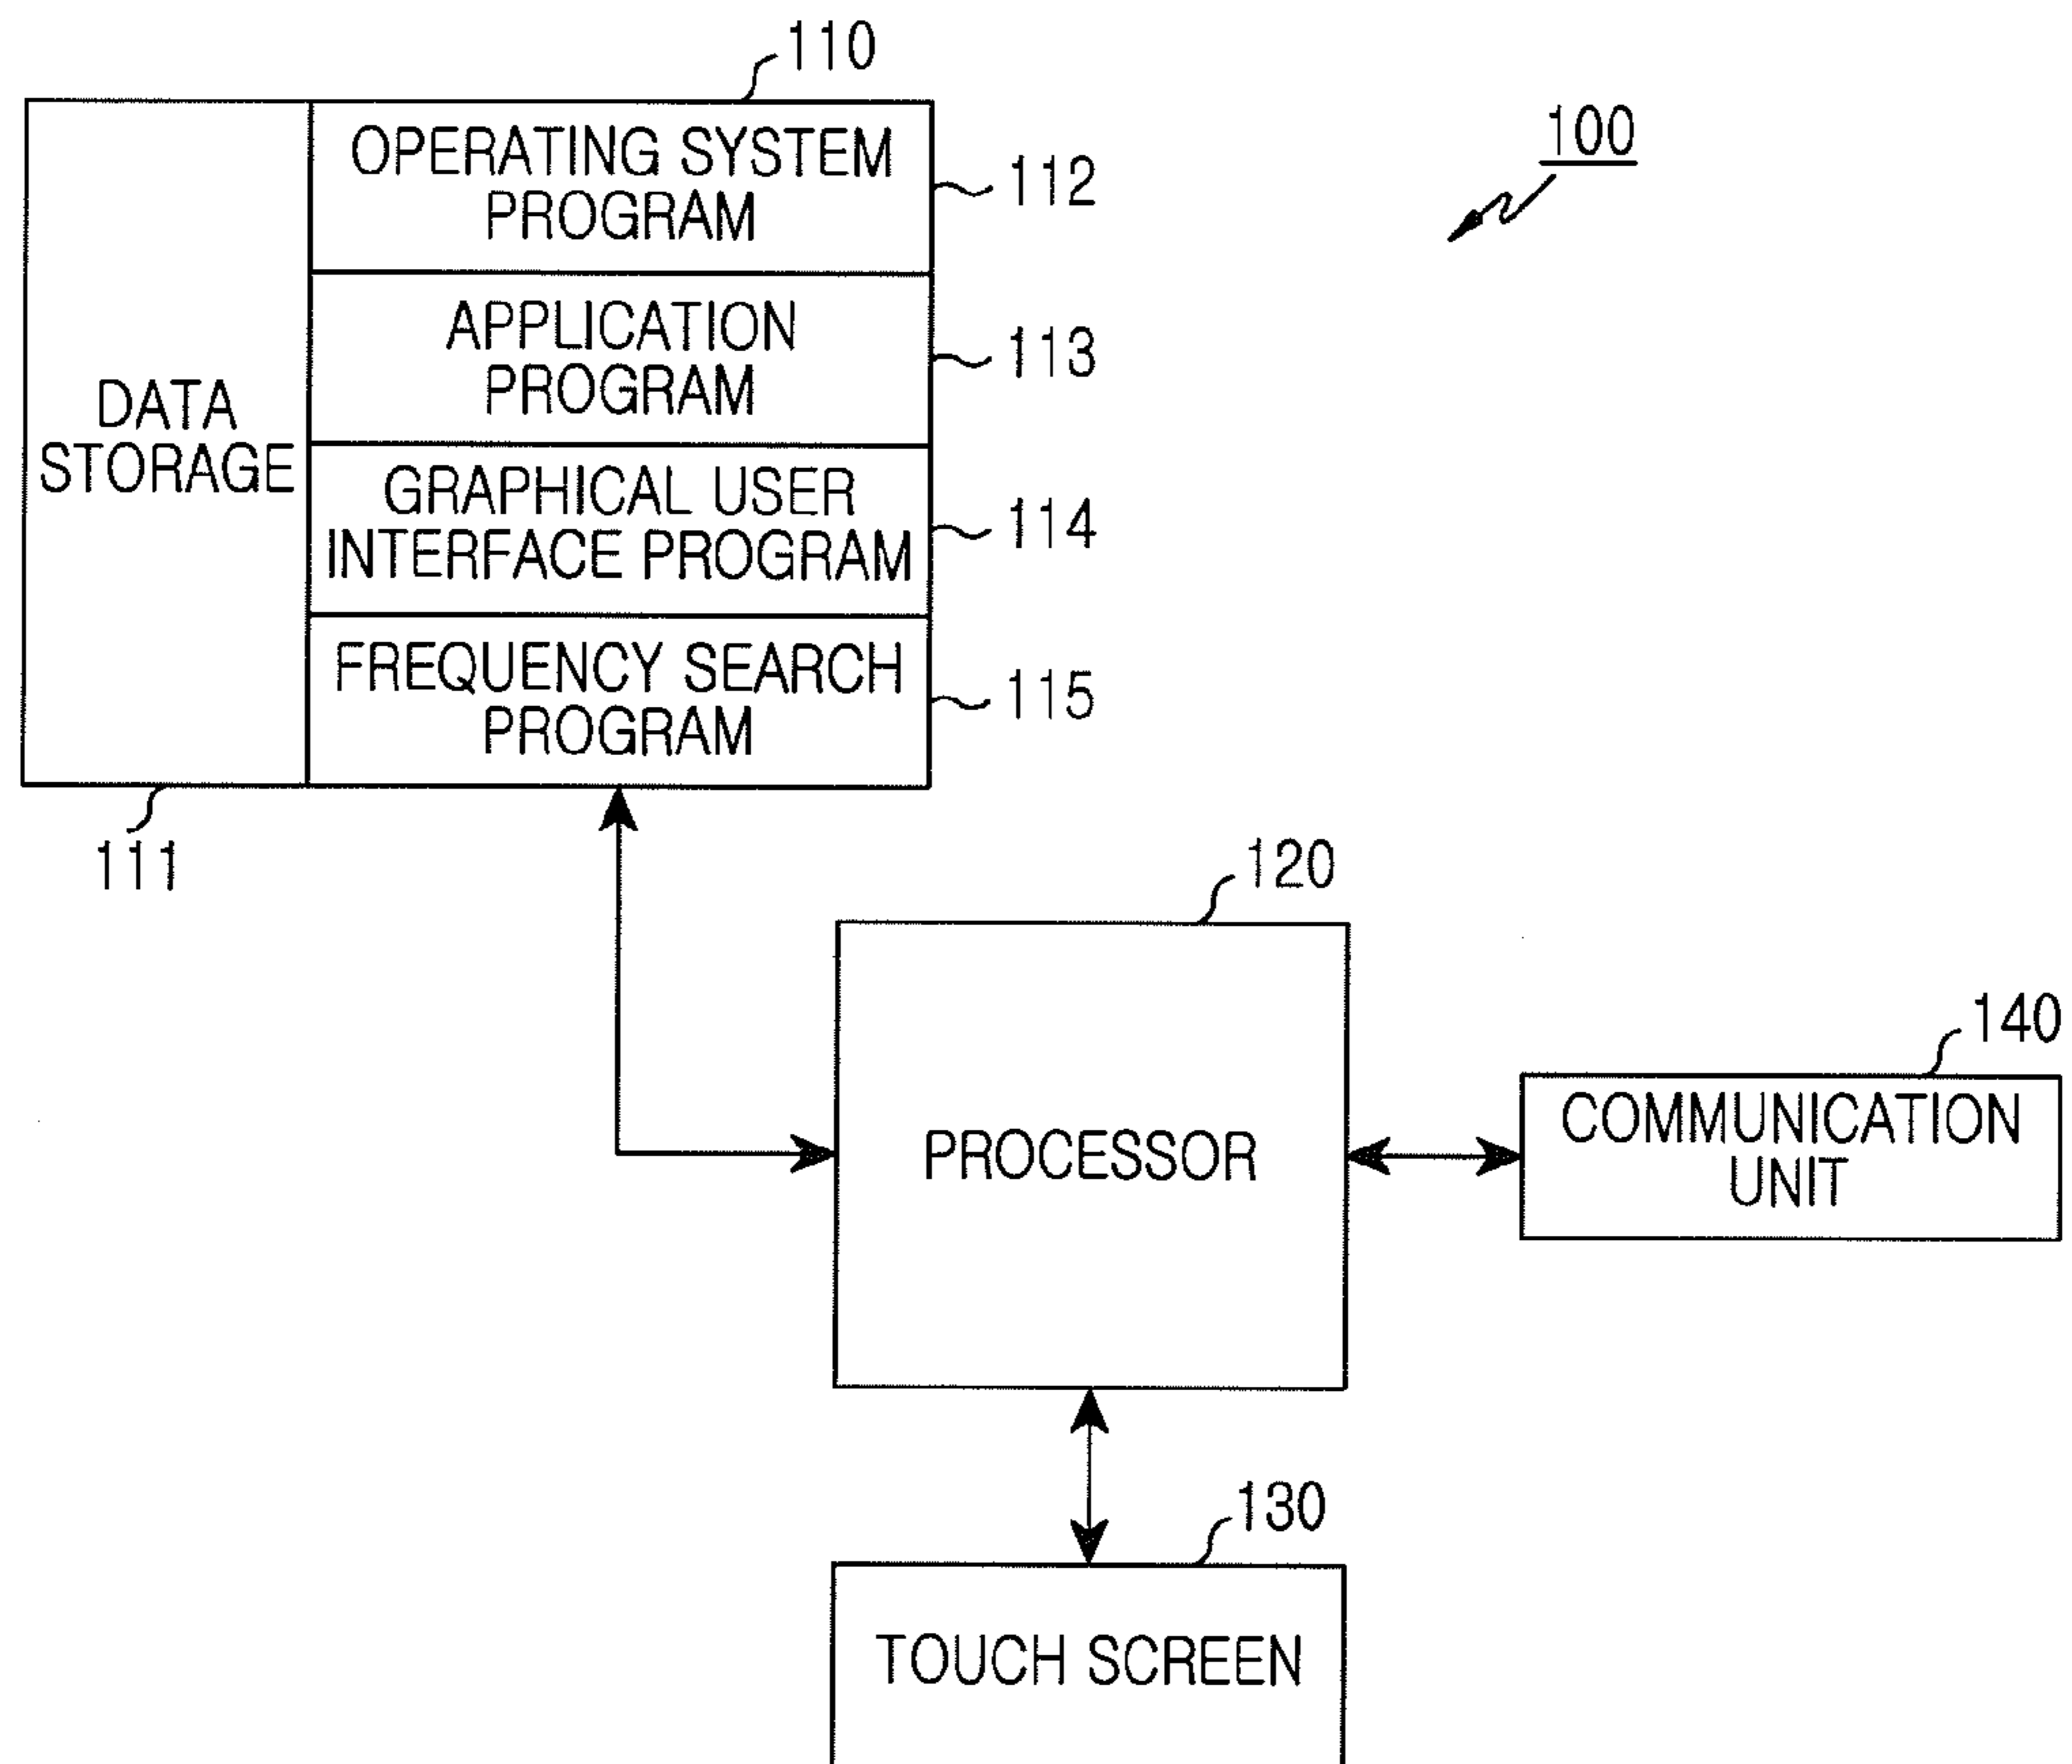 110
100
OPERATING SYSTEM
PROGRAM
112
APPLICATION
PROGRAM
113
DATA
STORAGE
GRAPHICAL USER
INTERFACE PROGRAM
114
FREQUENCY SEARCH
PROGRAM
115
111
120
PROCESSOR
140
COMMUNICATION
UNIT
130
TOUCH SCREEN